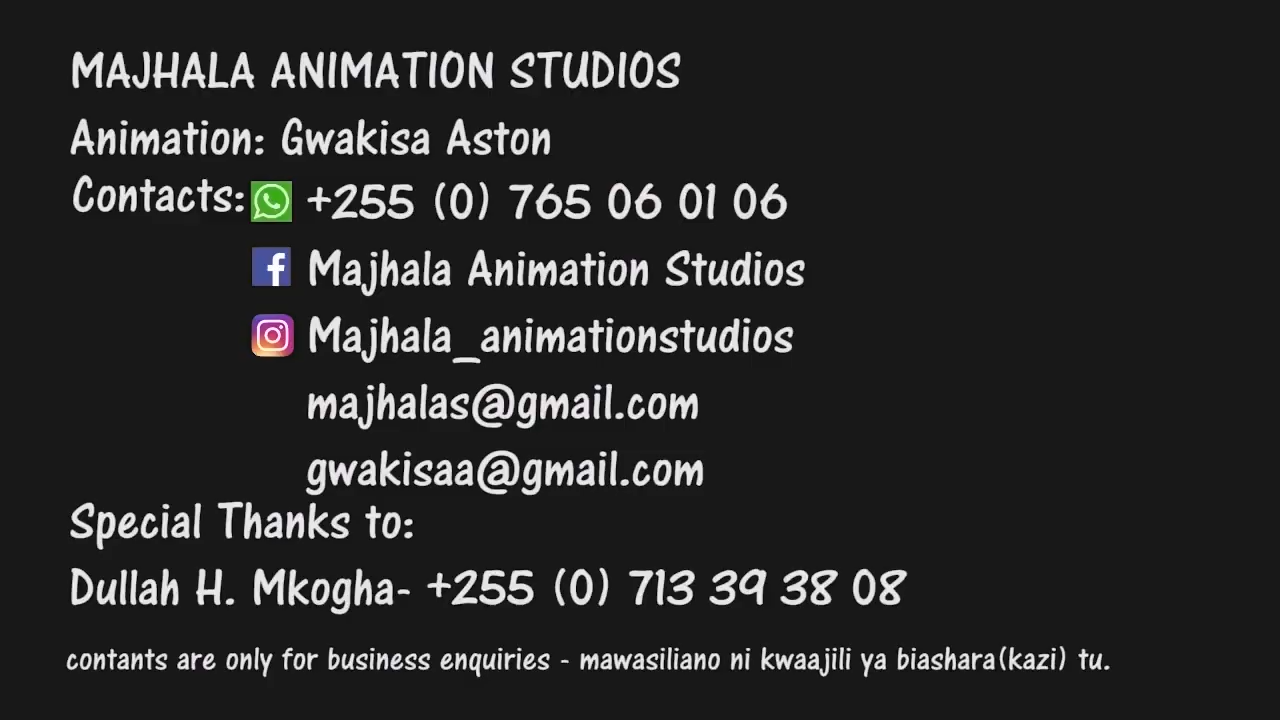 MAJHALA ANIMATION STUDIOS
Animation: Gwakisa Aston
Contacts: +255 (0) 765 06 01 06
Majhala Animation Studios
Majhala_animationstudios
majhalas@gmail.com
gwakisaa@gmail.com
Special Thanks to:
Dullah H. Mkogha- +255 (0) 713 39 38 08
contants are only for business enquiries - mawasiliano ni kwaajili ya biashara(kazi) tu.